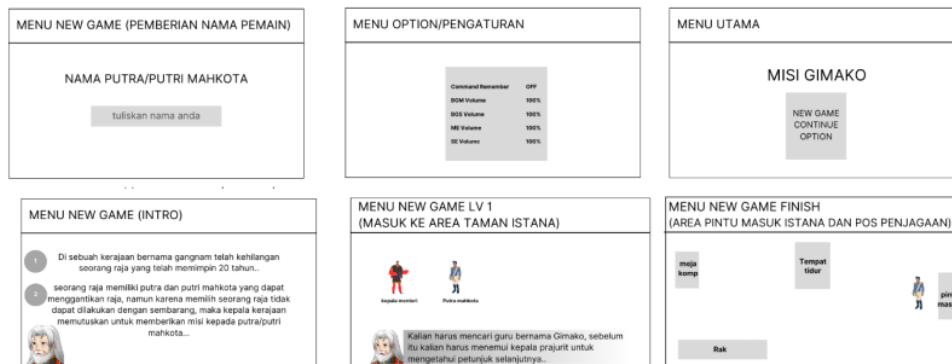 MENU NEW GAME (PEMBERIAN NAMA PEMAIN)
NAMA PUTRA/PUTRI MAHKOTA
tuliskan nama anda
MENU OPTION/PENGATURAN
Command Remember OFF
BGM Volume 100%
BGS Volume 100%
ME Volume 100%
SE Volume 100%
MENU UTAMA
MISI GIMAKO
NEW GAME
CONTINUE
OPTION
MENU NEW GAME (INTRO)
1 Di sebuah kerajaan bernama gangnam telah kehilangan
seorang raja yang telah memimpin 20 tahun..
2 seorang raja memiliki putra dan putri mahkota yang dapat
menggantikan raja, namun karena memilih seorang raja tidak
dapat dilakukan dengan sembarang, maka kepala kerajaan
memutuskan untuk memberikan misi kepada putra/putri
mahkota...
MENU NEW GAME LV 1
(MASUK KE AREA TAMAN ISTANA)
kepala menteri
Putra mahkota
Kalian harus mencari guru bernama Gimako, sebelum
itu kalian harus menemui kepala prajurit untuk
mengetahui petunjuk selanjutnya..
MENU NEW GAME FINISH
(AREA PINTU MASUK ISTANA DAN POS PENJAGAAN)
meja
komp
Tempat
tidur
pin
mas
Rak